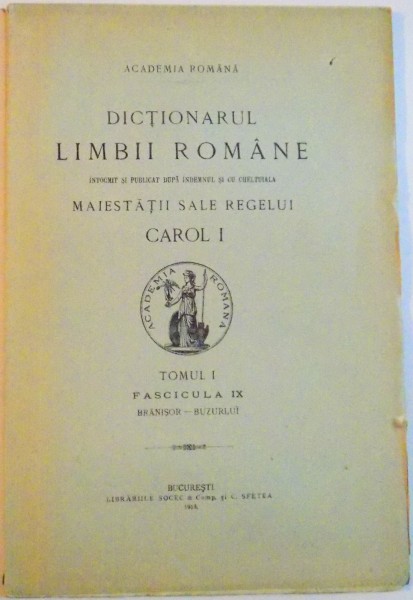 ACADEMIA ROMÂNĂ
DICȚIONARUL
LIMBII ROMÂNE
ÎNTOCMIT ȘI PUBLICAT DUPĂ ÎNDEMNUL ȘI CU CHELTUIALA
MAIESTĂȚII SALE REGELUI
CAROL I
ACADEMIA ROMANA
TOMUL I
FASCICULA IX
BRÂNIȘOR — BUZURLUÌ
BUCUREȘTI
LIBRĂRIILE SOCEC & Comp. și C. SFETEA